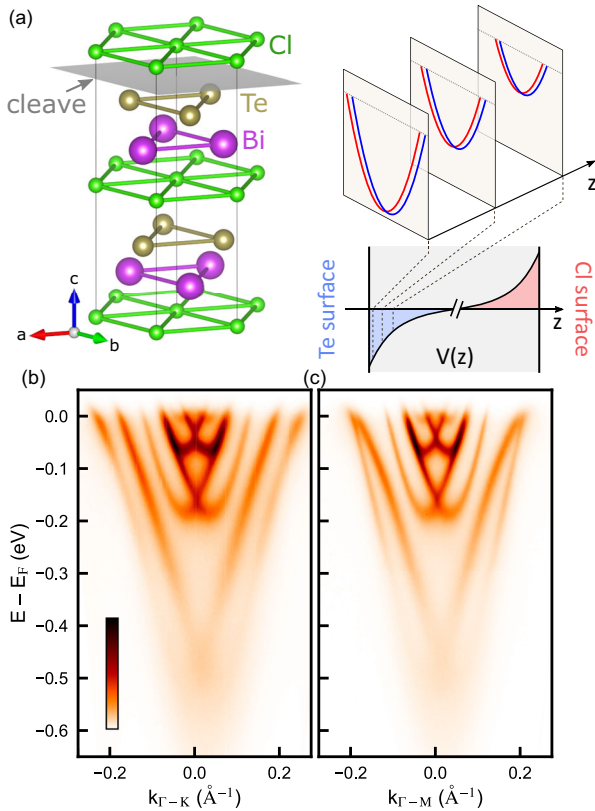 (a)
Cl
cleave
Te
Bi
c
a
b
z
Te surface
V(z)
z
Cl surface
(b)
(c)
E − E_F (eV)
0.0
−0.1
−0.2
−0.3
−0.4
−0.5
−0.6
−0.2
0.0
0.2
−0.2
0.0
0.2
k_Γ−K (Å⁻¹)
k_Γ−M (Å⁻¹)